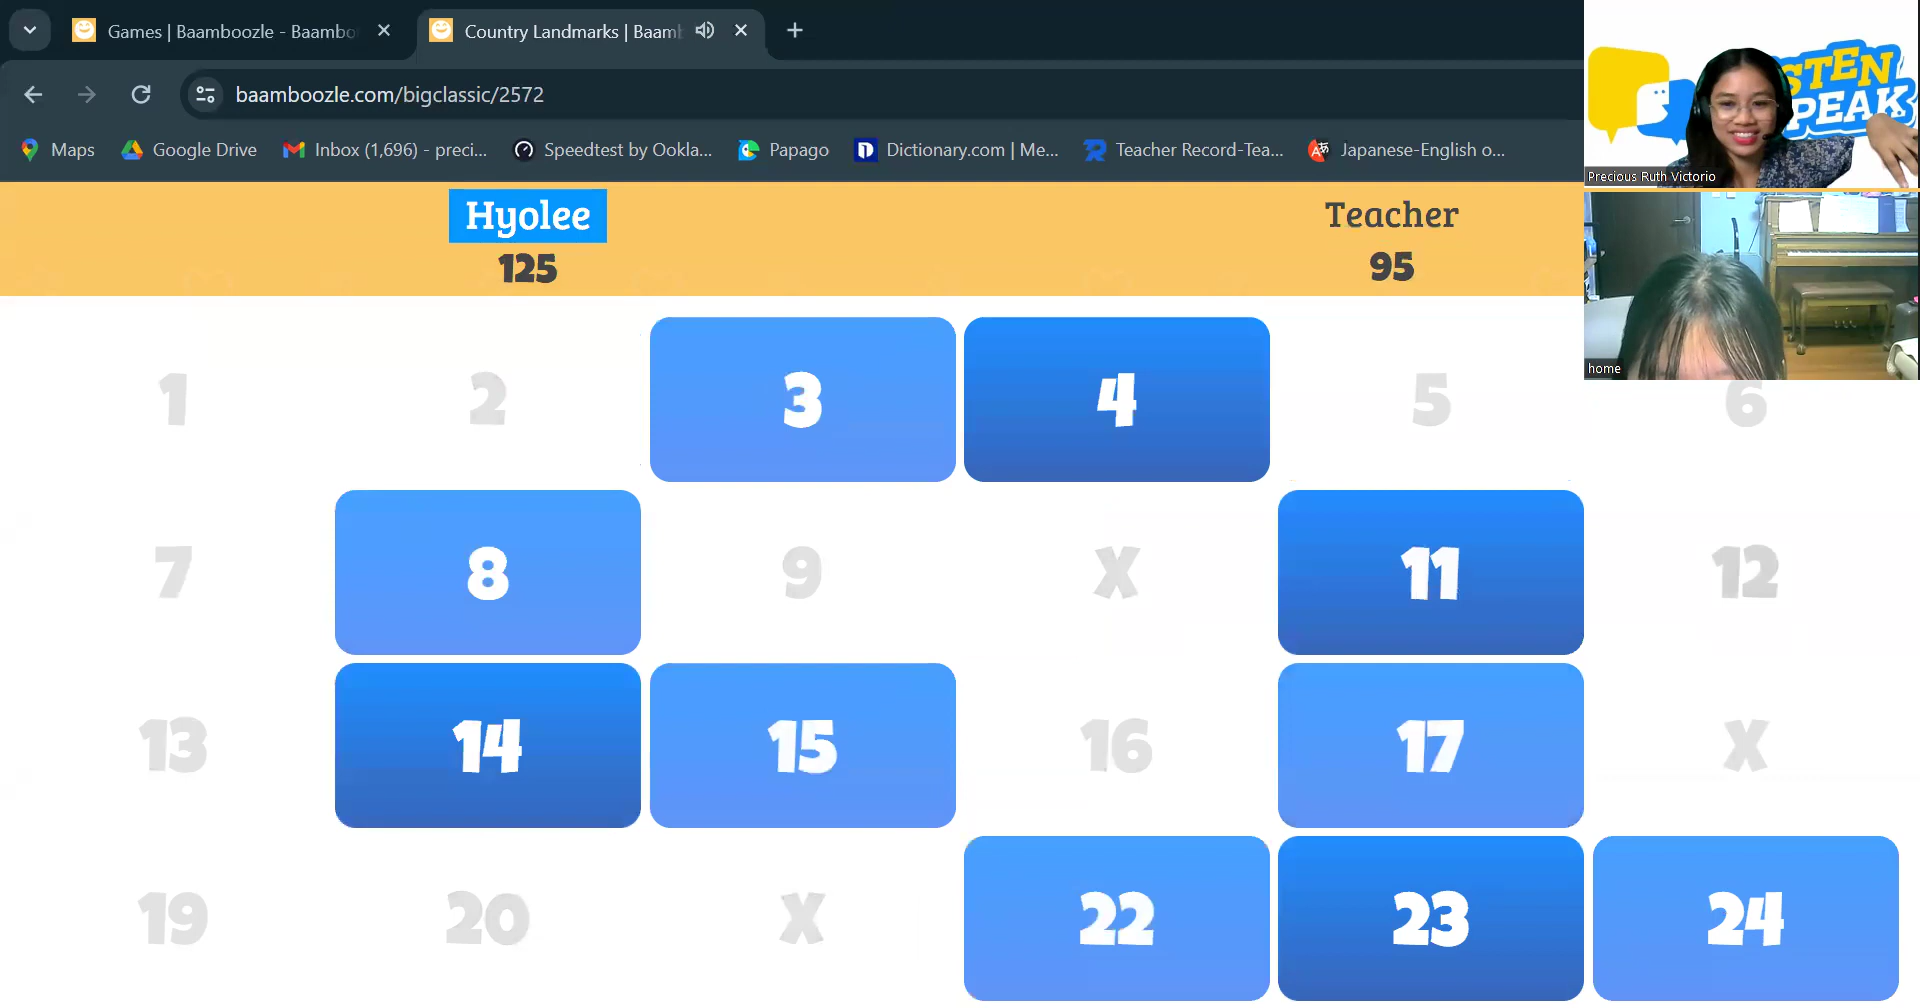 Games | Baamboozle - Baambo
Country Landmarks | Baam
baamboozle.com/bigclassic/2572
Maps
Google Drive
Inbox (1,696) - preci...
Speedtest by Ookla...
Papago
Dictionary.com | Me...
Teacher Record-Tea...
Japanese-English o...
STEN
PEAK
Precious Ruth Victorio
home
Hyolee
125
Teacher
95
1 2 3 4 5 6
7 8 9 X 11 12
13 14 15 16 17 X
19 20 X 22 23 24